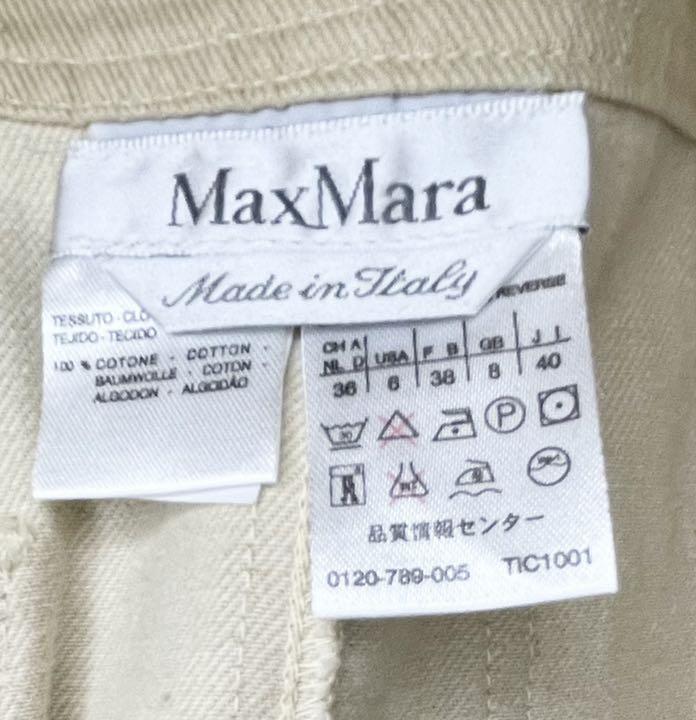 MaxMara
Made in Italy
REVERSE
TESSUTO - CLO
TEJIDO - TECIDO
100 % COTONE - COTTON -
BAUMWOLLE - COTON -
ALGODON - ALGODÃO
CH A USA F B GB J I
NL D
36 6 38 8 40
30
P
品質情報センター
0120-789-005 TIC1001